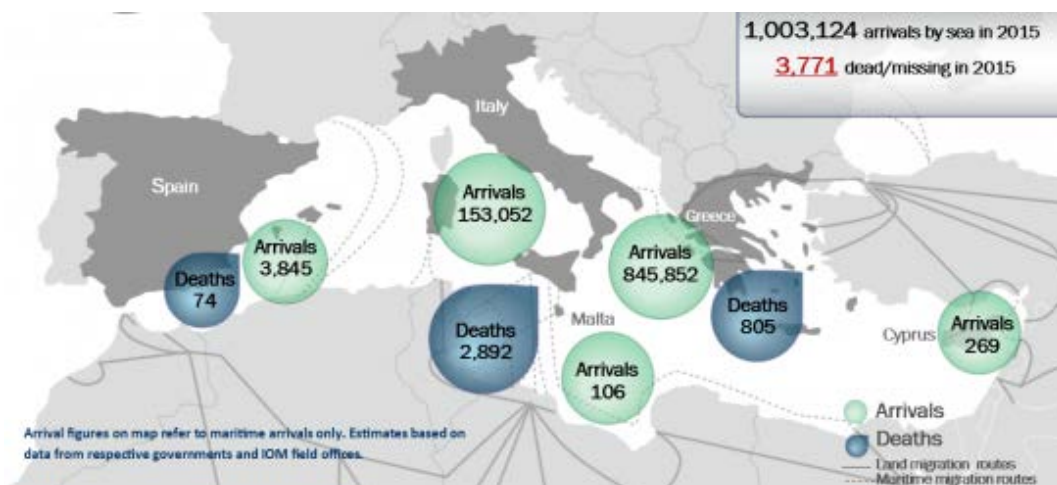 1,003,124 arrivals by sea in 2015
3,771 dead/missing in 2015
Italy
Spain
Arrivals
153,052
Greece
Arrivals
3,845
Arrivals
845,852
Deaths
74
Deaths
805
Malta
Deaths
2,892
Cyprus
Arrivals
269
Arrivals
106
Arrival figures on map refer to maritime arrivals only. Estimates based on
data from respective governments and IOM field offices.
Arrivals
Deaths
Land migration routes
Maritime migration routes